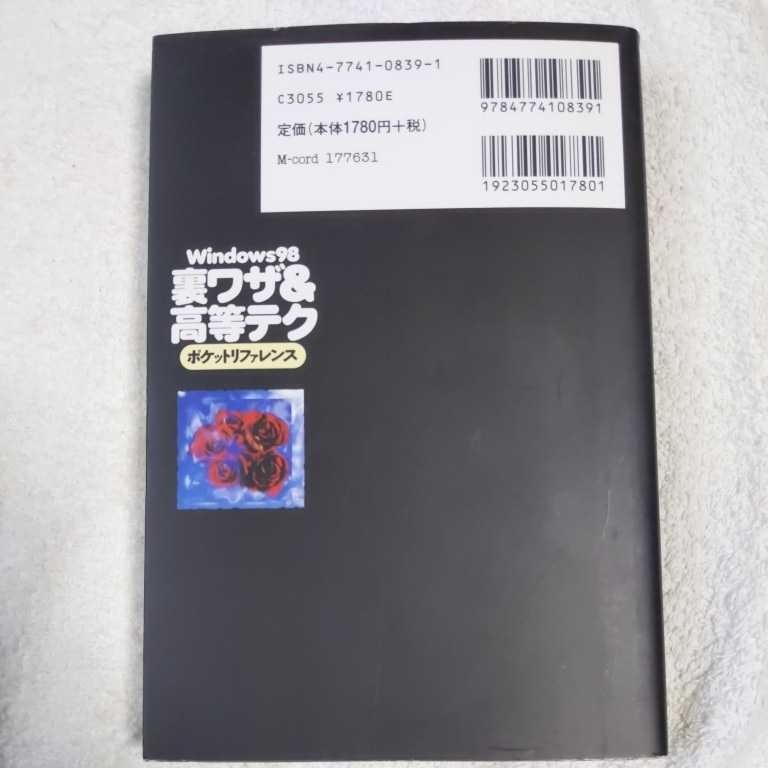 ISBN4-7741-0839-1
C3055 ¥1780E
定価(本体1780円+税)
M-cord 177631
9784774108391
1923055017801
Windows98
裏ワザ&
高等テク
ポケットリファレンス